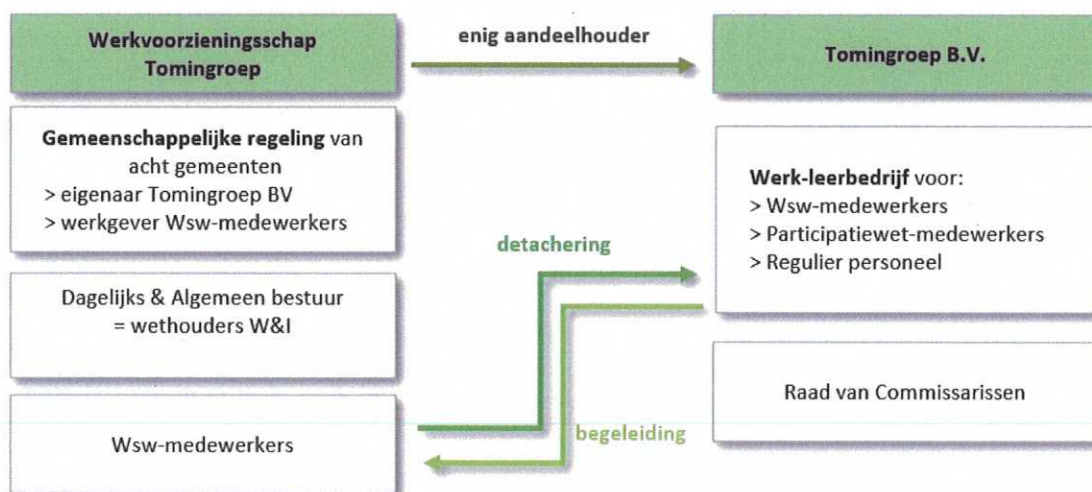 Werkvoorzieningsschap
Tomingroep
Gemeenschappelijke regeling van
acht gemeenten
> eigenaar Tomingroep BV
> werkgever Wsw-medewerkers
Dagelijks & Algemeen bestuur
= wethouders W&I
Wsw-medewerkers
enig aandeelhouder
detachering
begeleiding
Tomingroep B.V.
Werk-leerbedrijf voor:
> Wsw-medewerkers
> Participatiewet-medewerkers
> Regulier personeel
Raad van Commissarissen